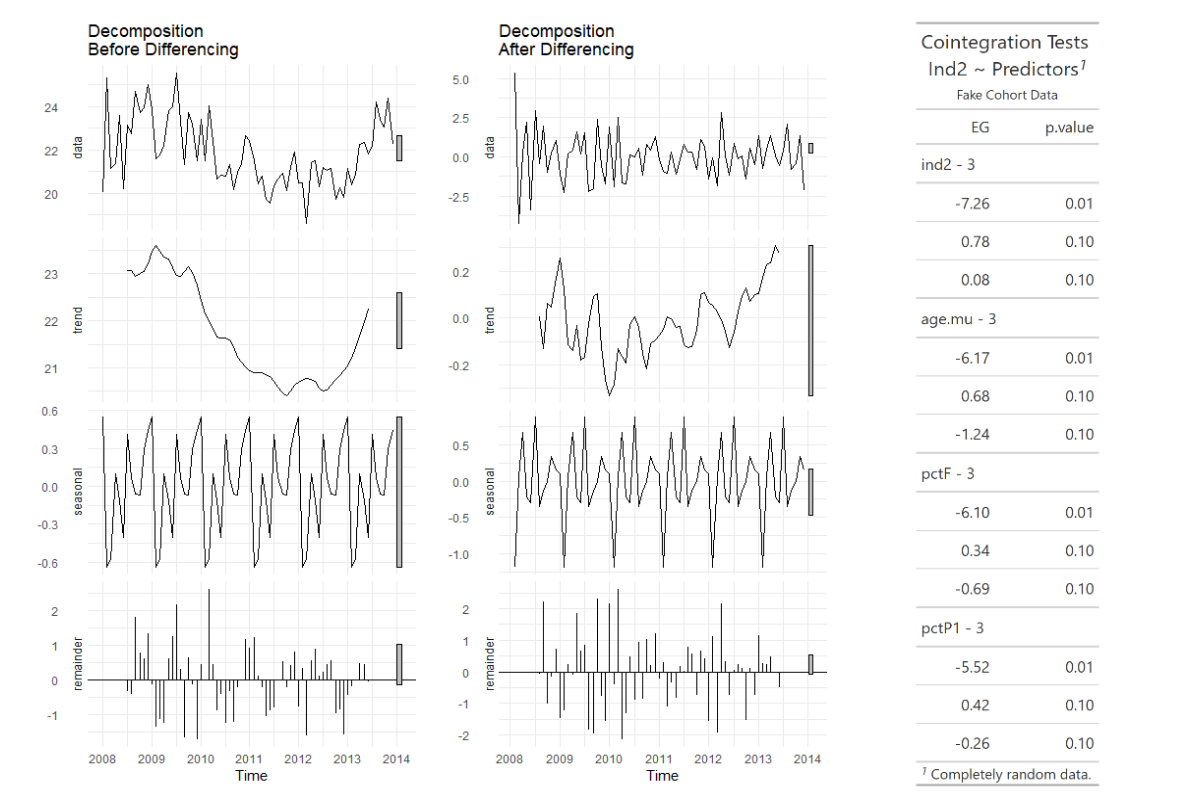 Decomposition
Before Differencing
24
22
20
data
23
22
21
trend
0.6
0.3
0.0
-0.3
-0.6
seasonal
2
1
0
-1
remainder
2008 2009 2010 2011 2012 2013 2014
Time
Decomposition
After Differencing
5.0
2.5
0.0
-2.5
data
0.2
0.0
-0.2
trend
0.5
0.0
-0.5
-1.0
seasonal
2
1
0
-1
-2
remainder
2008 2009 2010 2011 2012 2013 2014
Time
Cointegration Tests
Ind2 ~ Predictors¹
Fake Cohort Data
EG p.value
ind2 - 3
-7.26 0.01
0.78 0.10
0.08 0.10
age.mu - 3
-6.17 0.01
0.68 0.10
-1.24 0.10
pctF - 3
-6.10 0.01
0.34 0.10
-0.69 0.10
pctP1 - 3
-5.52 0.01
0.42 0.10
-0.26 0.10
¹ Completely random data.